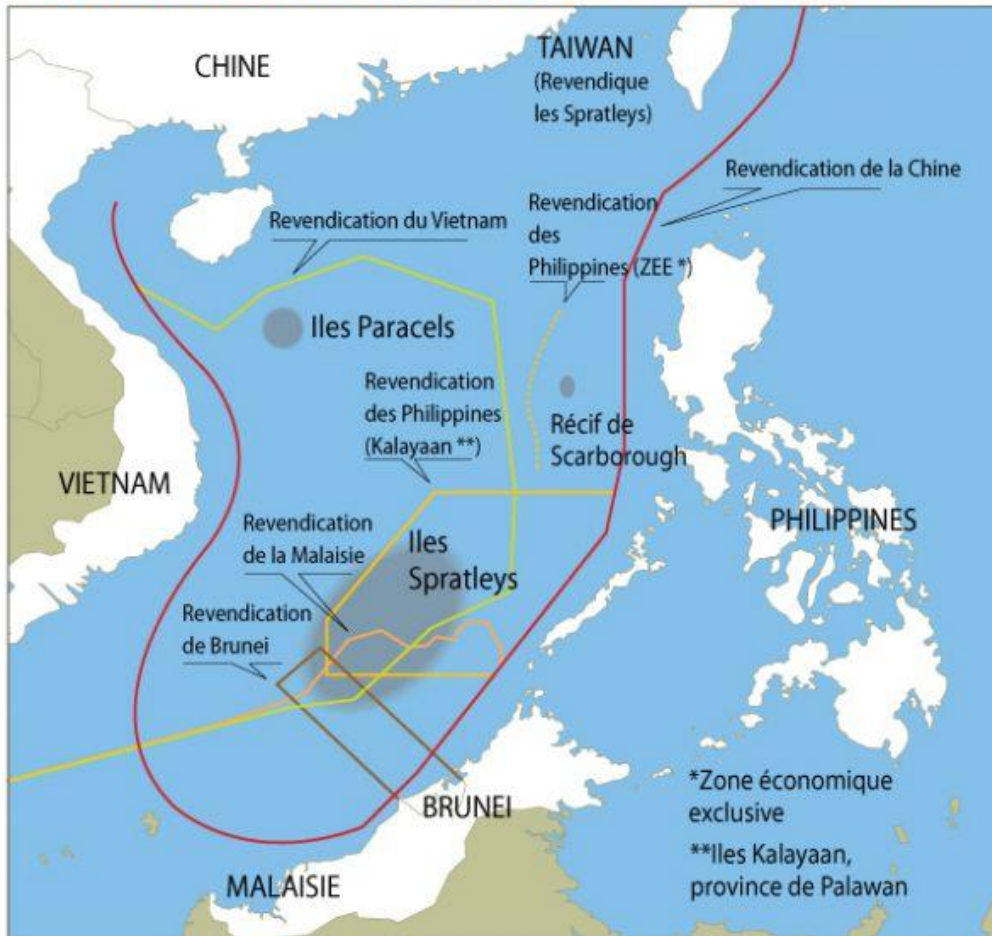 CHINE
TAIWAN
(Revendique
les Spratleys)
Revendication de la Chine
Revendication du Vietnam
Revendication
des
Philippines (ZEE *)
Iles Paracels
Revendication
des Philippines
(Kalayaan **)
Récif de
Scarborough
VIETNAM
PHILIPPINES
Revendication
de la Malaisie
Iles
Spratleys
Revendication
de Brunei
BRUNEI
MALAISIE
*Zone économique
exclusive
**Iles Kalayaan,
province de Palawan